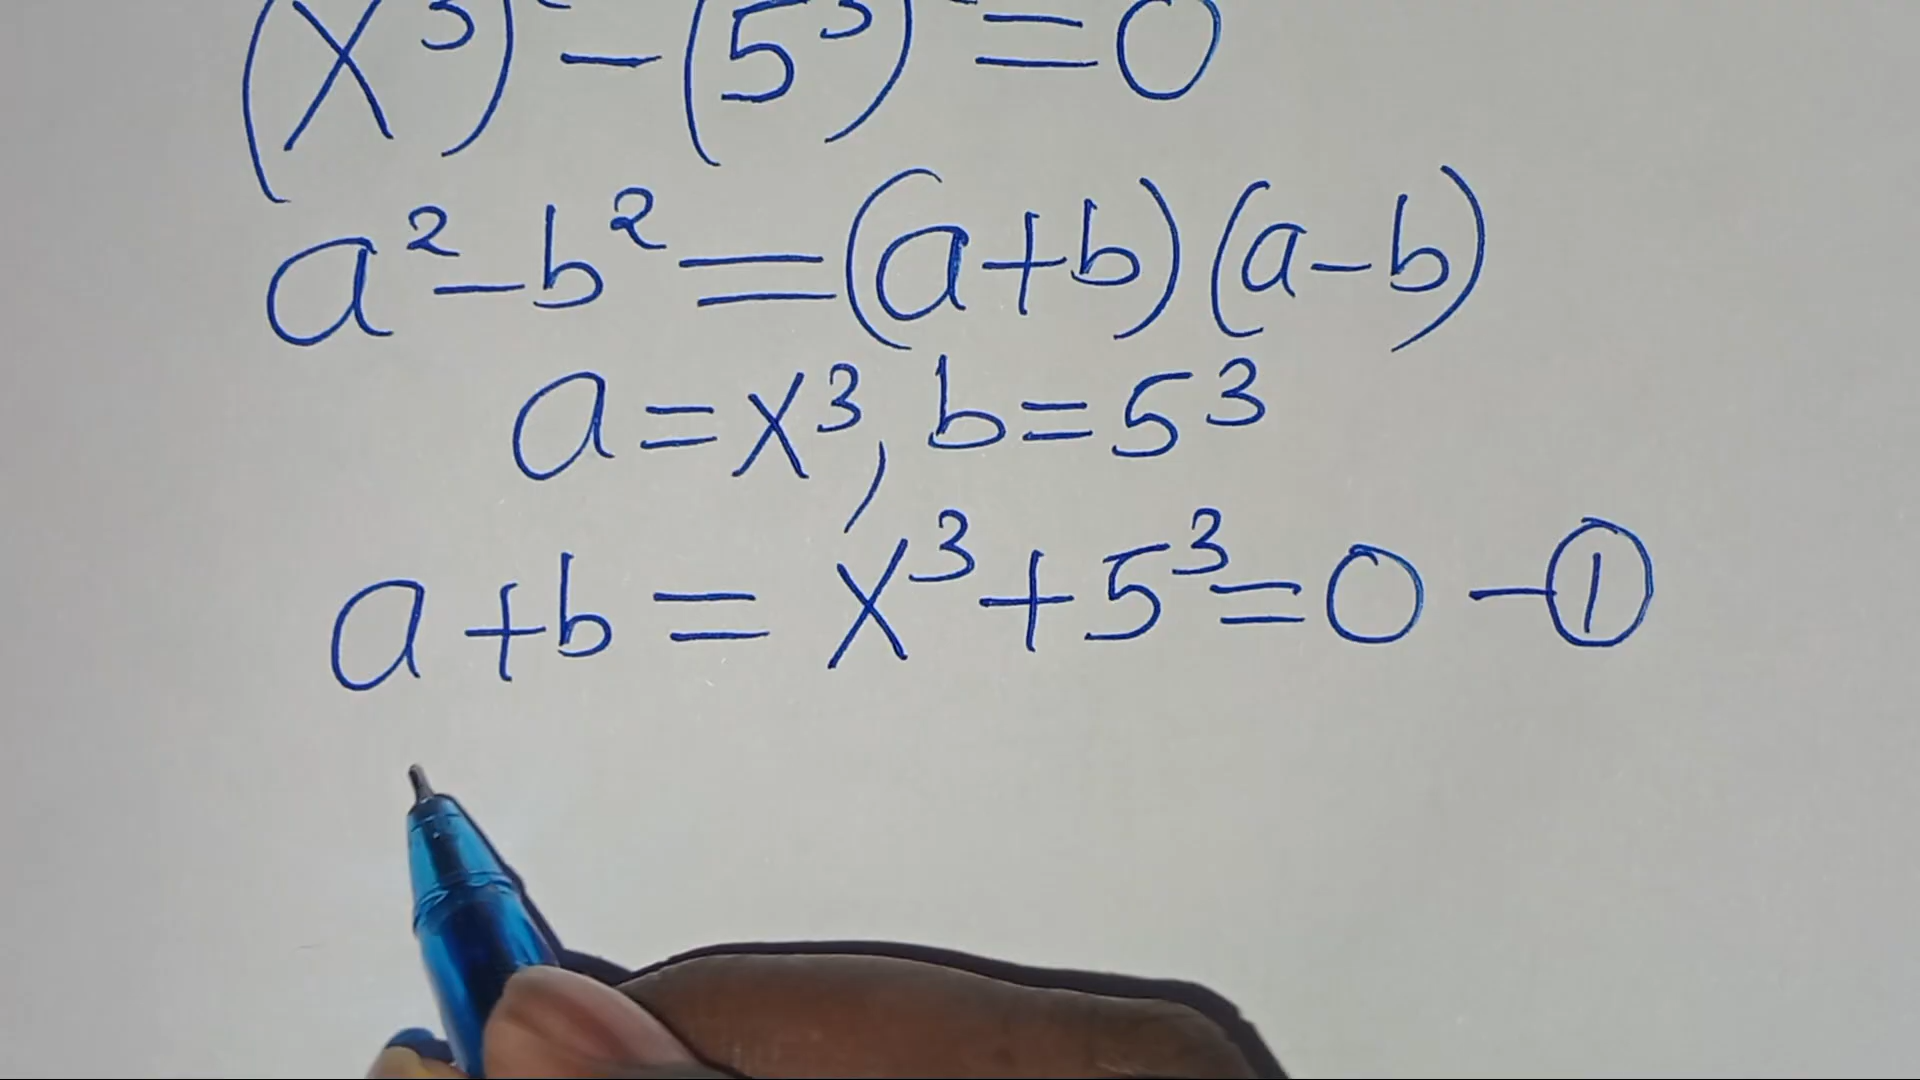 (x³)² - (5³)² = 0
a² - b² = (a+b)(a-b)
a = x³, b = 5³
a + b = x³ + 5³ = 0 - ①